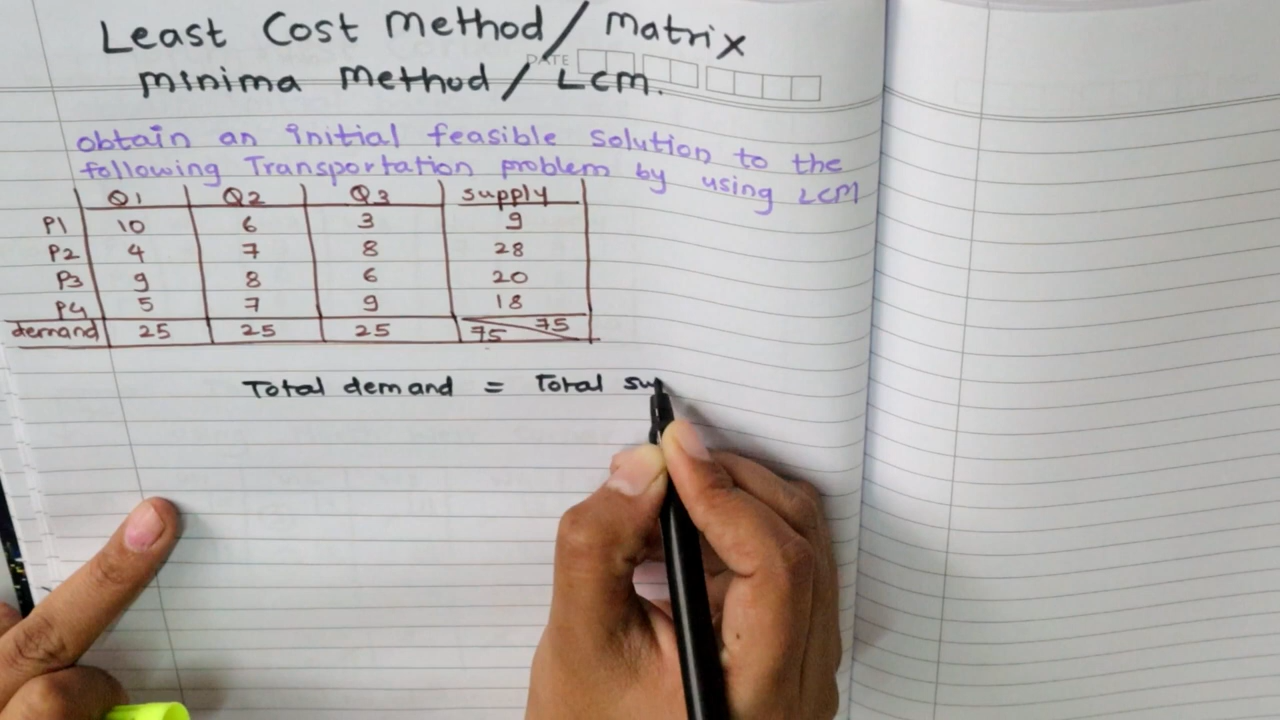 Least Cost Method / Matrix
DATE
Minima Method / LCM.
obtain an initial feasible solution to the
following Transportation problem by using LCM
Q1 Q2 Q3 supply
P1 10 6 3 9
P2 4 7 8 28
P3 9 8 6 20
P4 5 7 9 18
demand 25 25 25 75 75
Total demand = Total su